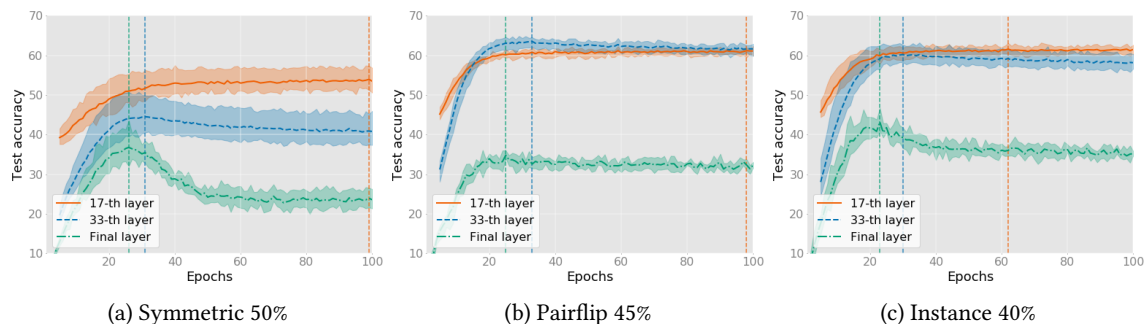 70
60
50
40
30
20
10
Test accuracy
20
40
60
80
100
Epochs
17-th layer
33-th layer
Final layer
(a) Symmetric 50%
70
60
50
40
30
20
10
Test accuracy
20
40
60
80
100
Epochs
17-th layer
33-th layer
Final layer
(b) Pairflip 45%
70
60
50
40
30
20
10
Test accuracy
20
40
60
80
100
Epochs
17-th layer
33-th layer
Final layer
(c) Instance 40%